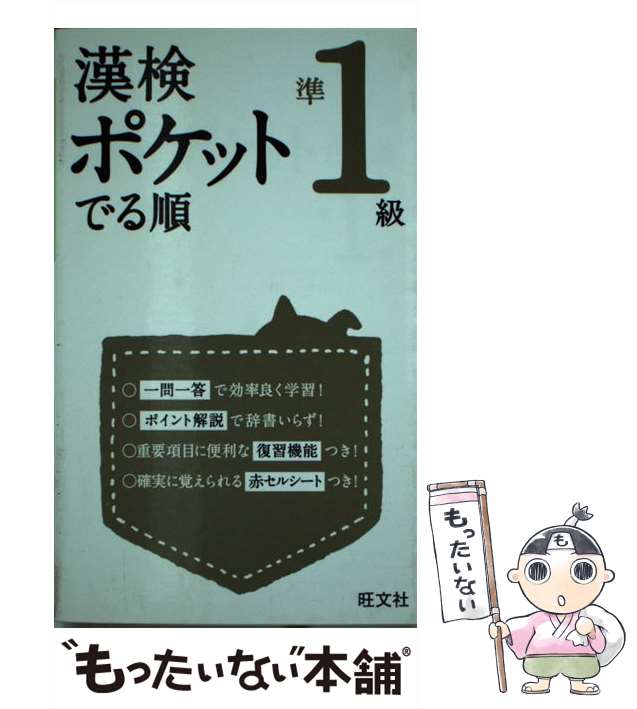 漢検
準1級
ポケット
でる順
○一問一答で効率良く学習!
○ポイント解説で辞書いらず!
○重要項目に便利な復習機能つき!
○確実に覚えられる赤セルシートつき!
旺文社
もったいない
も
“もったいない”本舗®